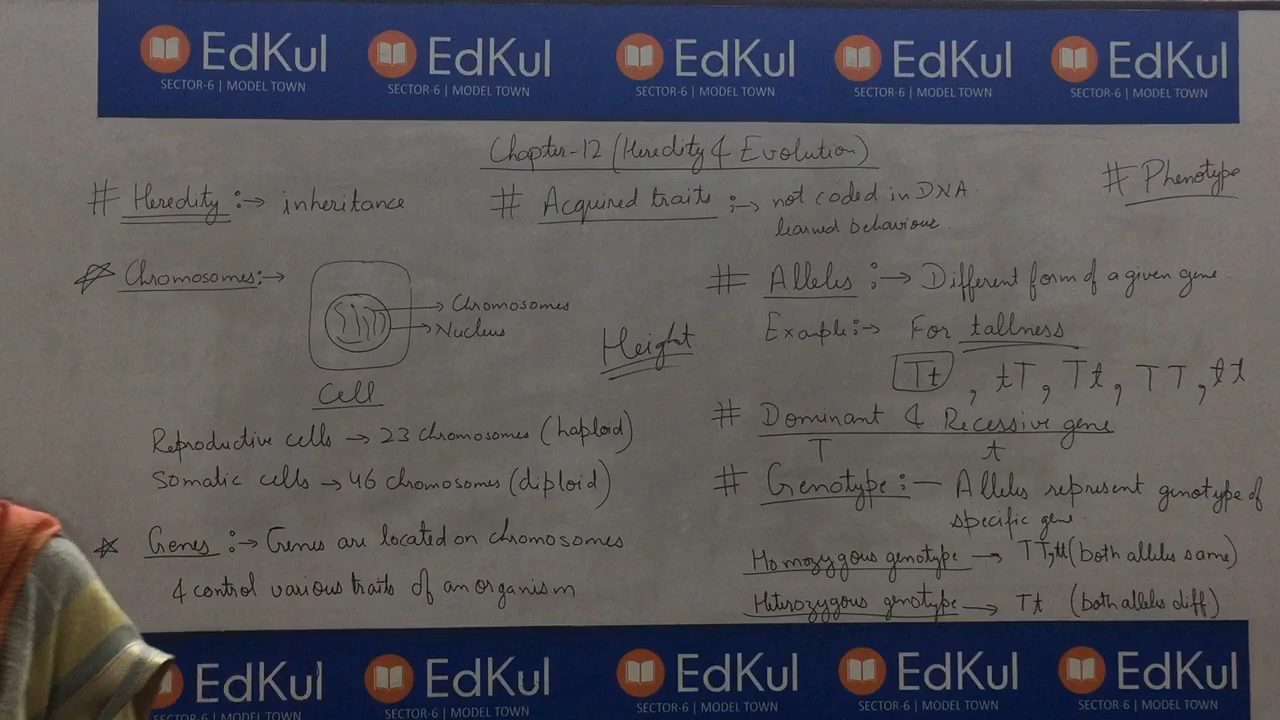 EdKul EdKul EdKul EdKul EdKul
SECTOR-6 | MODEL TOWN SECTOR-6 | MODEL TOWN SECTOR-6 | MODEL TOWN SECTOR-6 | MODEL TOWN SECTOR-6 | MODEL TOWN
Chapter-12 (Heredity & Evolution)
# Heredity :→ inheritance
# Acquired traits :→ not coded in DNA
learned behaviour.
# Phenotype
Chromosomes:→
→ Chromosomes
→ Nucleus
Cell
Height
Reproductive cells → 23 chromosomes (haploid)
Somatic cells → 46 chromosomes (diploid)
☆ Genes :→ Genes are located on chromosomes
& control various traits of an organism
# Alleles :→ Different form of a given gene.
Example:→ For tallness
Tt , tT, Tt, TT, tt
# Dominant & Recessive gene
T t
# Genotype :— Alleles represent genotype of
specific gene.
Homozygous genotype → TT, tt (both alleles same)
Heterozygous genotype → Tt (both alleles diff)
EdKul EdKul EdKul EdKul EdKul
SECTOR-6 | MODEL TOWN SECTOR-6 | MODEL TOWN SECTOR-6 | MODEL TOWN SECTOR-6 | MODEL TOWN SECTOR-6 | MODEL TOWN